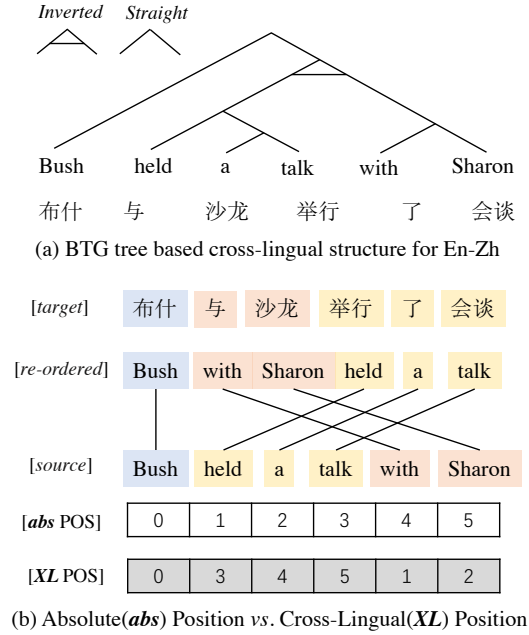 Inverted Straight
Bush held a talk with Sharon
布什 与 沙龙 举行 了 会谈
(a) BTG tree based cross-lingual structure for En-Zh
[target] 布什 与 沙龙 举行 了 会谈
[re-ordered] Bush with Sharon held a talk
[source] Bush held a talk with Sharon
[abs POS] 0 1 2 3 4 5
[XL POS] 0 3 4 5 1 2
(b) Absolute(abs) Position vs. Cross-Lingual(XL) Position